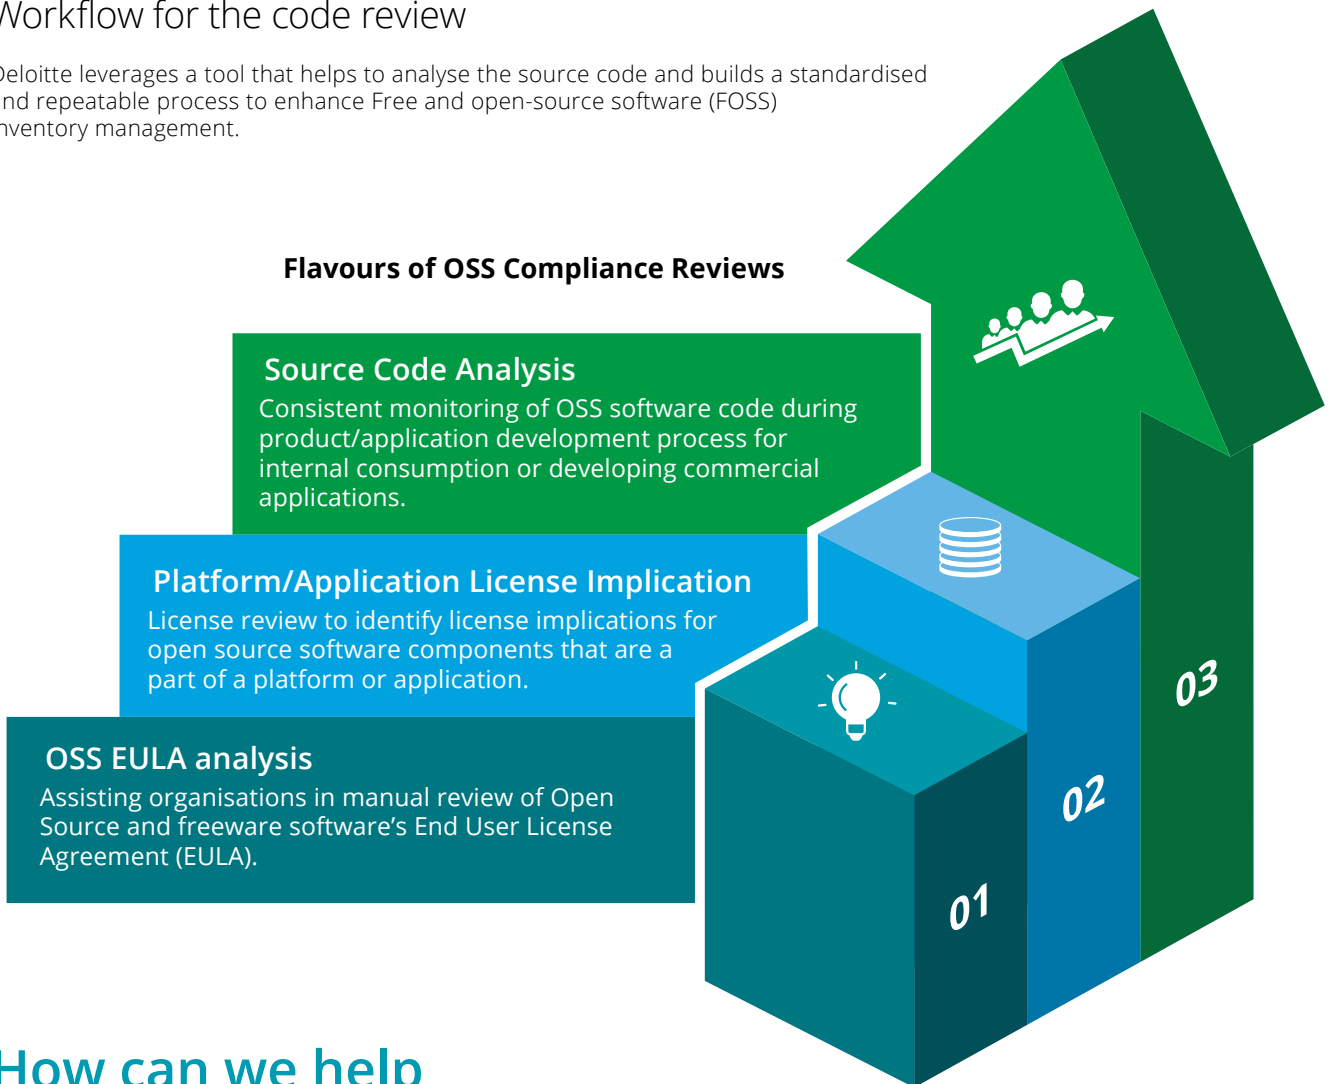 Workflow for the code review
Deloitte leverages a tool that helps to analyse the source code and builds a standardised
and repeatable process to enhance Free and open-source software (FOSS)
inventory management.
Flavours of OSS Compliance Reviews
Source Code Analysis
Consistent monitoring of OSS software code during
product/application development process for
internal consumption or developing commercial
applications.
Platform/Application License Implication
License review to identify license implications for
open source software components that are a
part of a platform or application.
OSS EULA analysis
Assisting organisations in manual review of Open
Source and freeware software’s End User License
Agreement (EULA).
03
02
01
How can we help